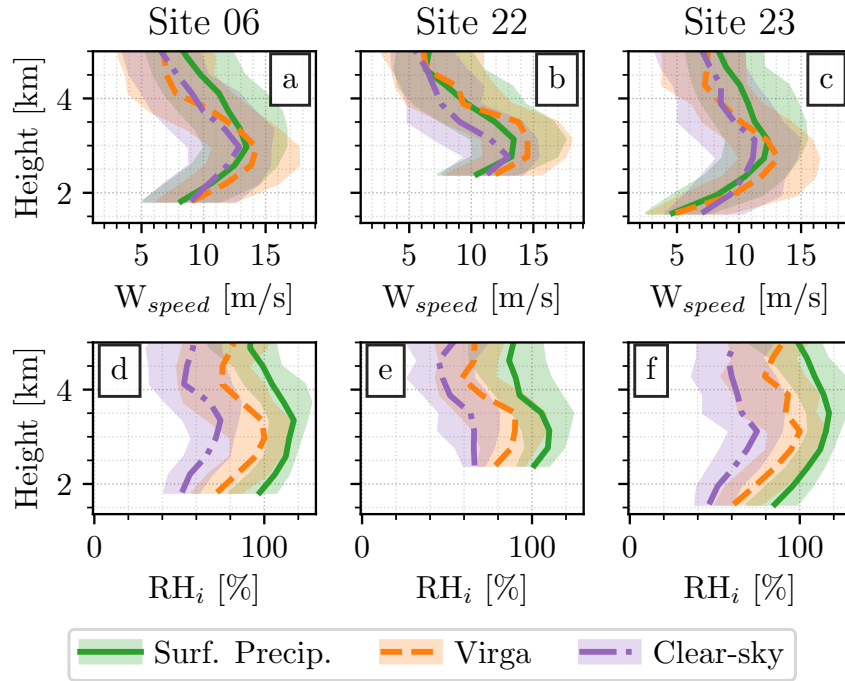 Site 06 Site 22 Site 23
a b c
Height [km]
4
2
5 10 15 5 10 15 5 10 15
W_speed [m/s] W_speed [m/s] W_speed [m/s]
d e f
Height [km]
4
2
0 100 0 100 0 100
RH_i [%] RH_i [%] RH_i [%]
Surf. Precip. Virga Clear-sky